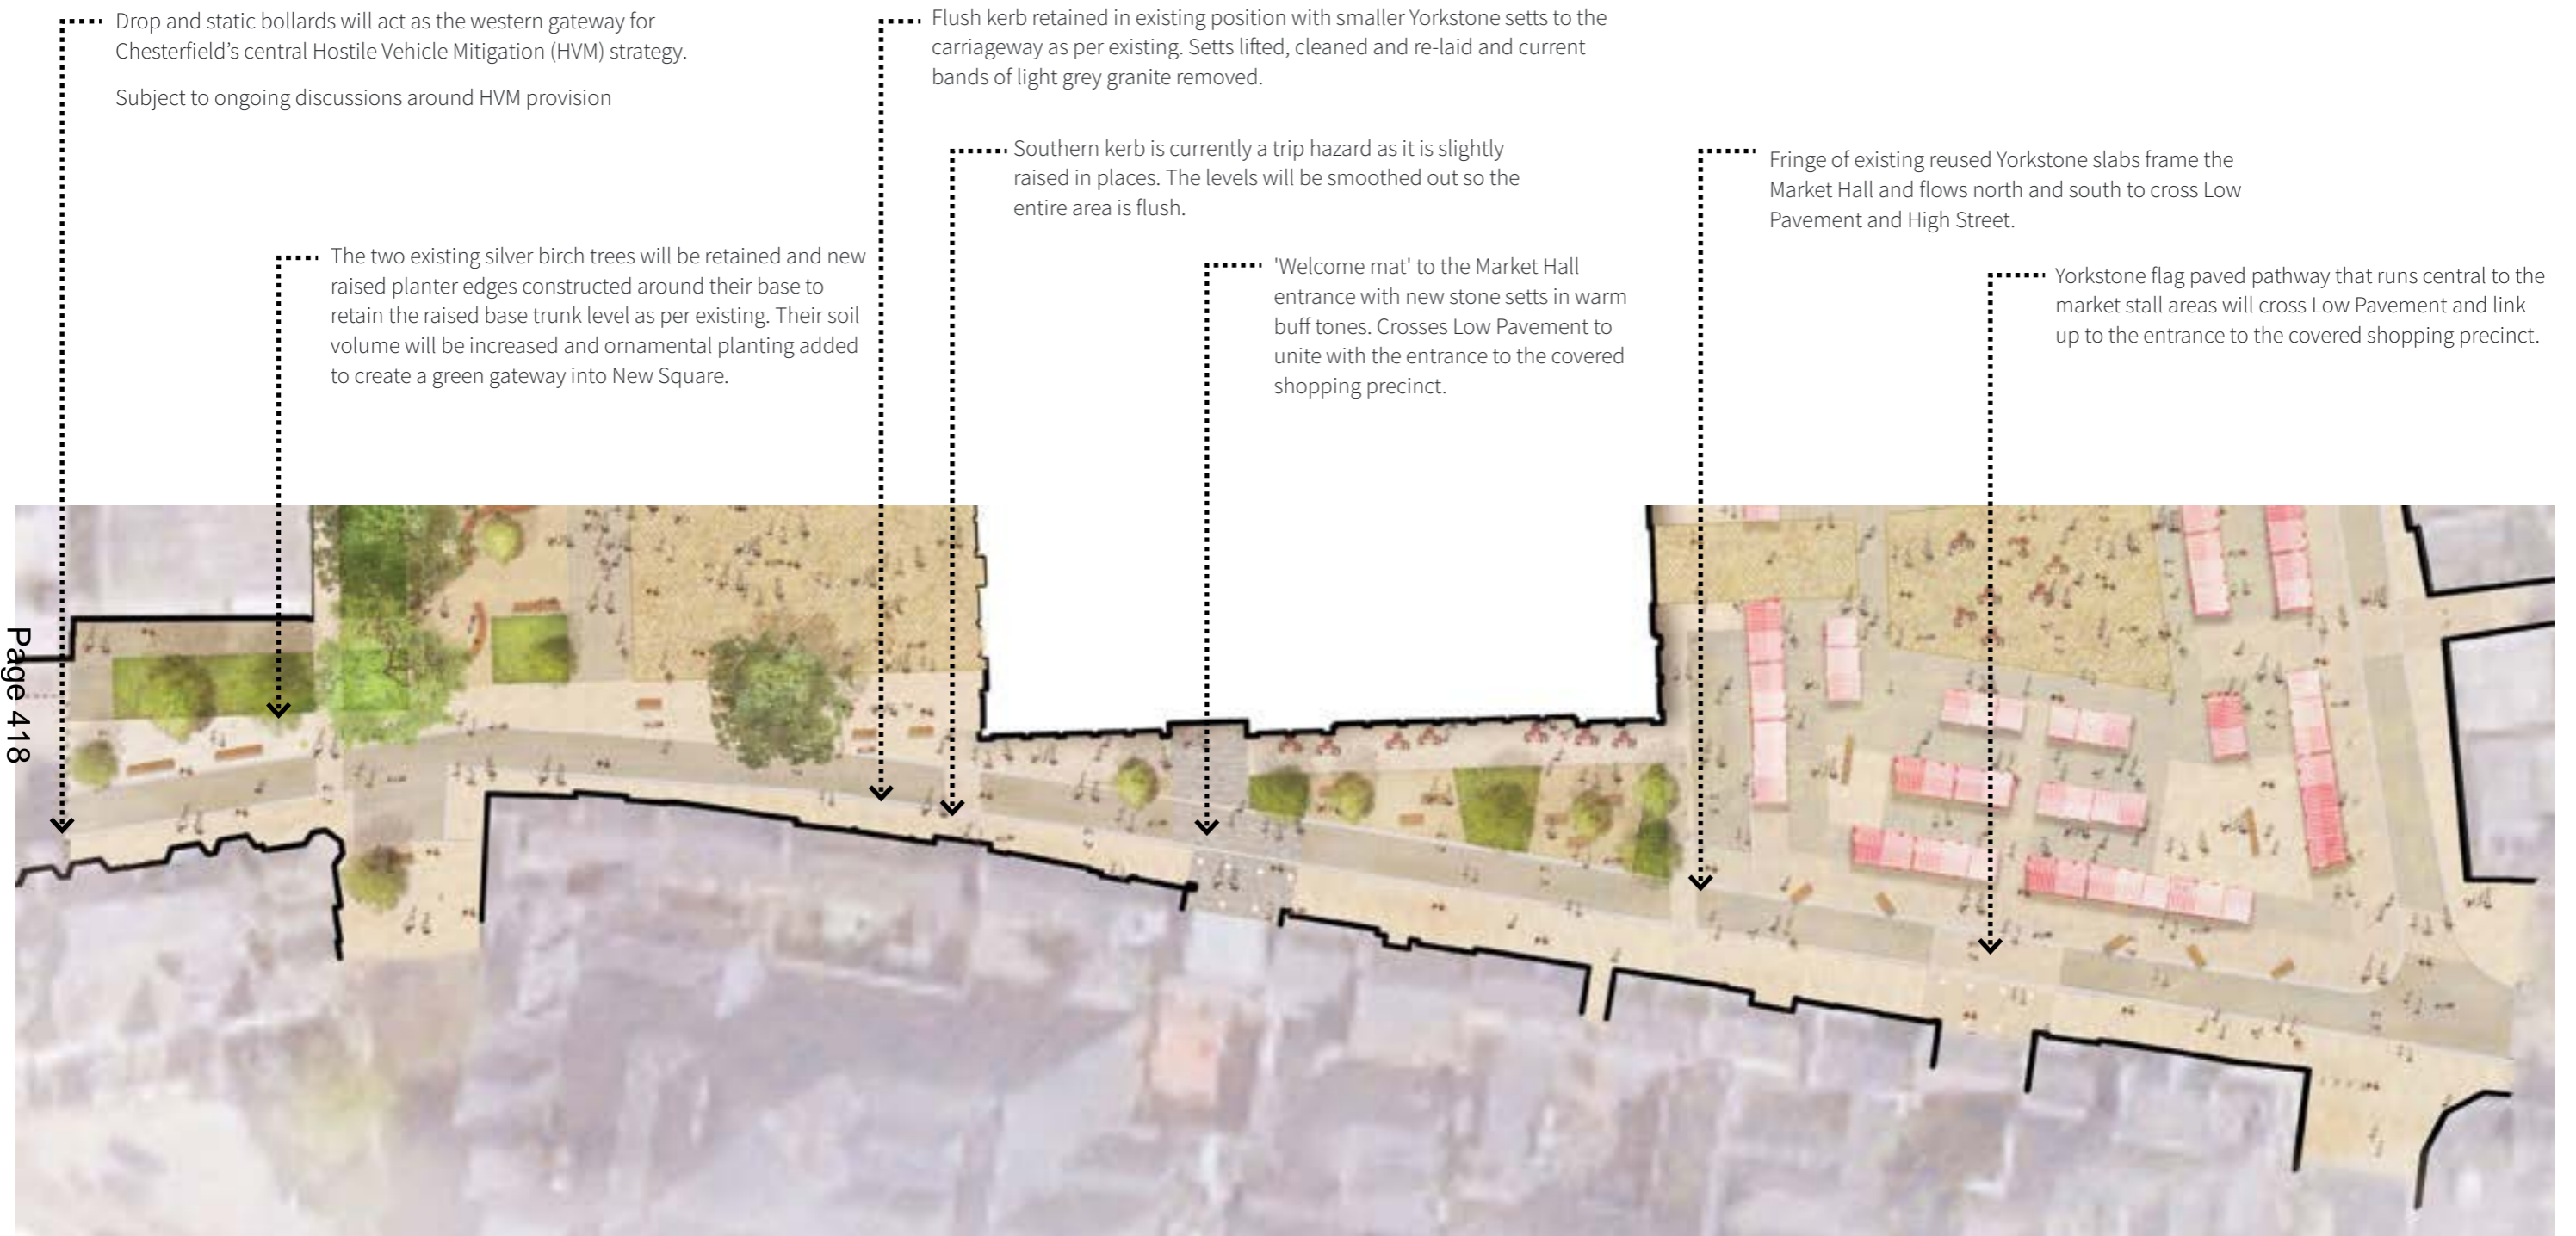 Drop and static bollards will act as the western gateway for
Chesterfield's central Hostile Vehicle Mitigation (HVM) strategy.
Subject to ongoing discussions around HVM provision
The two existing silver birch trees will be retained and new
raised planter edges constructed around their base to
retain the raised base trunk level as per existing. Their soil
volume will be increased and ornamental planting added
to create a green gateway into New Square.
Flush kerb retained in existing position with smaller Yorkstone setts to the
carriageway as per existing. Setts lifted, cleaned and re-laid and current
bands of light grey granite removed.
Southern kerb is currently a trip hazard as it is slightly
raised in places. The levels will be smoothed out so the
entire area is flush.
'Welcome mat' to the Market Hall
entrance with new stone setts in warm
buff tones. Crosses Low Pavement to
unite with the entrance to the covered
shopping precinct.
Fringe of existing reused Yorkstone slabs frame the
Market Hall and flows north and south to cross Low
Pavement and High Street.
Yorkstone flag paved pathway that runs central to the
market stall areas will cross Low Pavement and link
up to the entrance to the covered shopping precinct.
Page 418